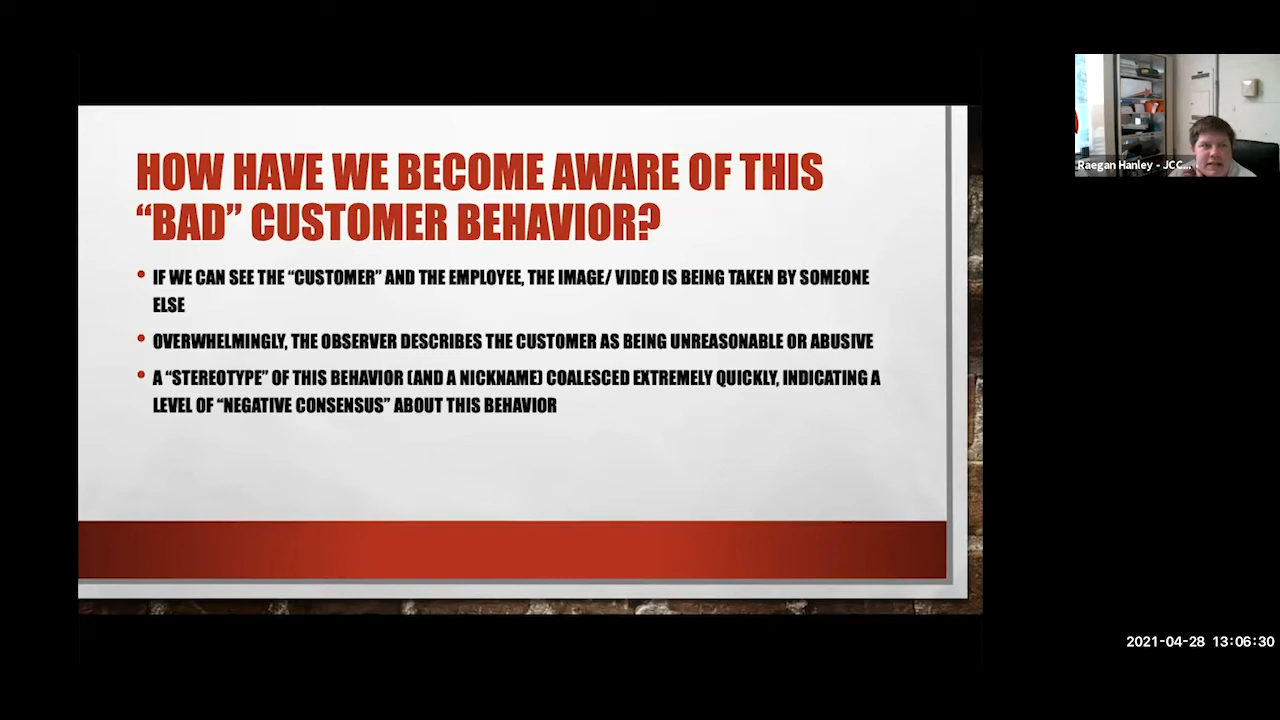 HOW HAVE WE BECOME AWARE OF THIS
“BAD” CUSTOMER BEHAVIOR?
• IF WE CAN SEE THE “CUSTOMER” AND THE EMPLOYEE, THE IMAGE/ VIDEO IS BEING TAKEN BY SOMEONE
ELSE
• OVERWHELMINGLY, THE OBSERVER DESCRIBES THE CUSTOMER AS BEING UNREASONABLE OR ABUSIVE
• A “STEREOTYPE” OF THIS BEHAVIOR (AND A NICKNAME) COALESCED EXTREMELY QUICKLY, INDICATING A
LEVEL OF “NEGATIVE CONSENSUS” ABOUT THIS BEHAVIOR
Raegan Hanley - JCC...
2021-04-28 13:06:30